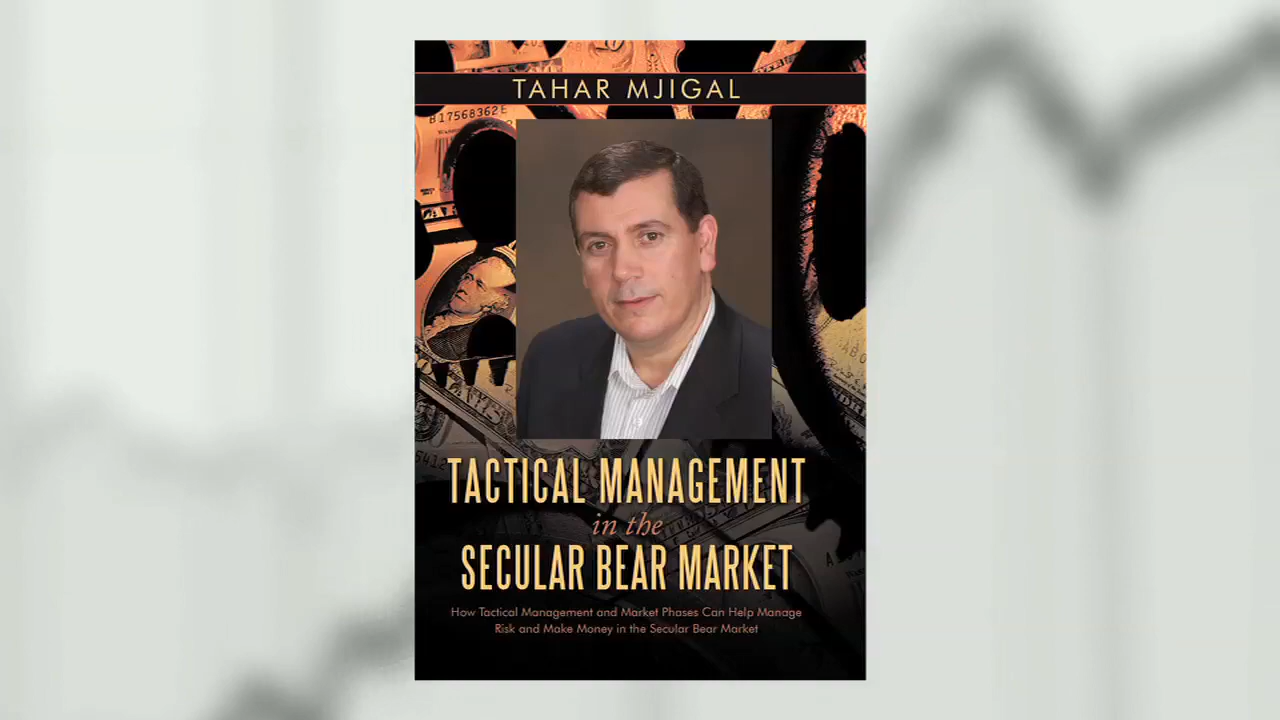 TAHAR MJIGAL
B17568362E
TACTICAL MANAGEMENT
in the
SECULAR BEAR MARKET
How Tactical Management and Market Phases Can Help Manage
Risk and Make Money in the Secular Bear Market